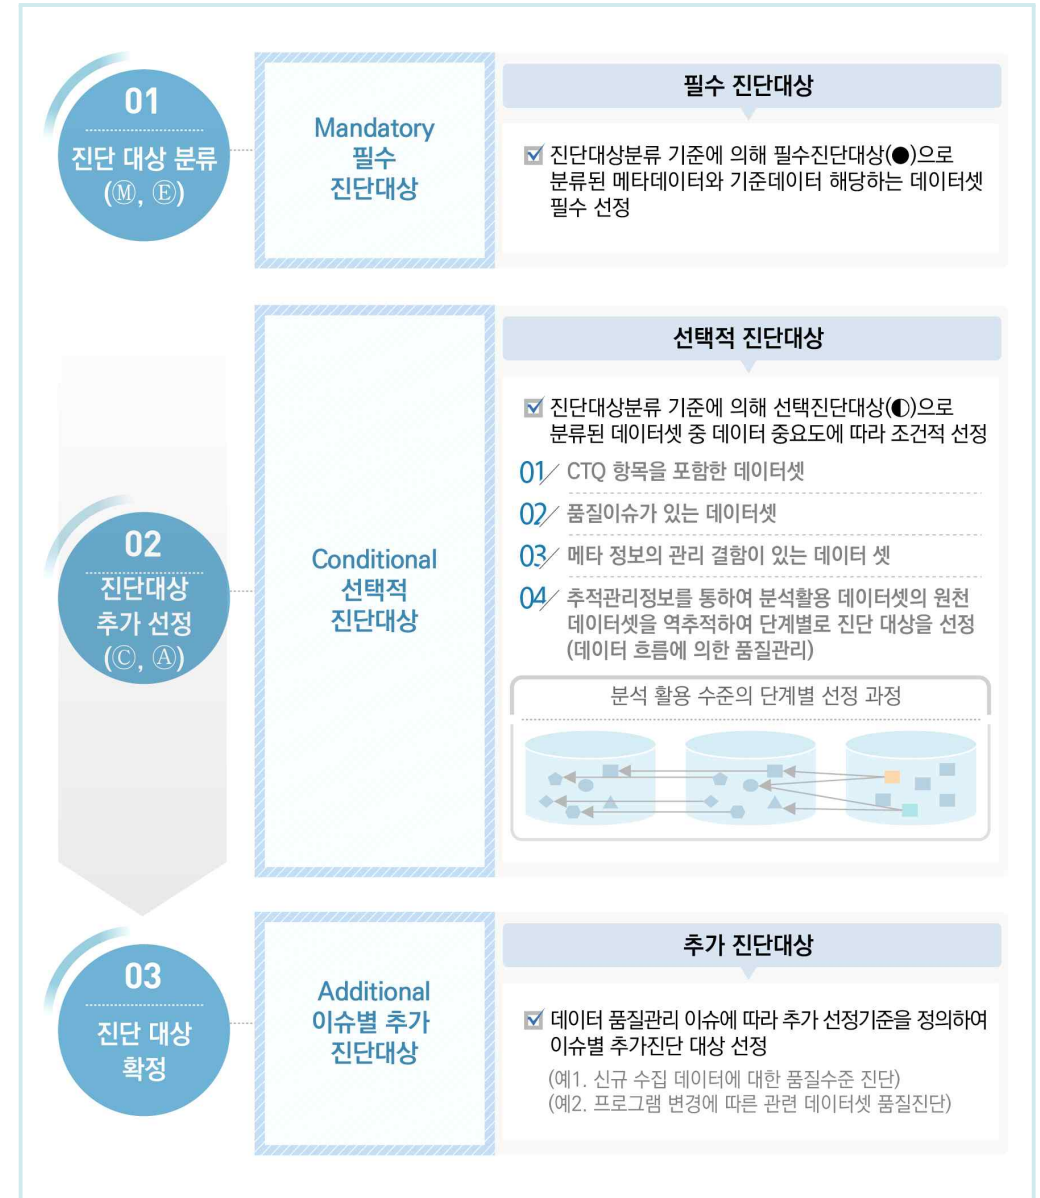 01
진단 대상 분류
(Ⓜ, Ⓔ)
Mandatory
필수
진단대상
필수 진단대상
진단대상분류 기준에 의해 필수진단대상(●)으로
분류된 메타데이터와 기준데이터 해당하는 데이터셋
필수 선정
02
진단대상
추가 선정
(Ⓒ, Ⓐ)
Conditional
선택적
진단대상
선택적 진단대상
진단대상분류 기준에 의해 선택진단대상(◐)으로
분류된 데이터셋 중 데이터 중요도에 따라 조건적 선정
01/ CTQ 항목을 포함한 데이터셋
02/ 품질이슈가 있는 데이터셋
03/ 메타 정보의 관리 결함이 있는 데이터 셋
04/ 추적관리정보를 통하여 분석활용 데이터셋의 원천
데이터셋을 역추적하여 단계별로 진단 대상을 선정
(데이터 흐름에 의한 품질관리)
분석 활용 수준의 단계별 선정 과정
03
진단 대상
확정
Additional
이슈별 추가
진단대상
추가 진단대상
데이터 품질관리 이슈에 따라 추가 선정기준을 정의하여
이슈별 추가진단 대상 선정
(예1. 신규 수집 데이터에 대한 품질수준 진단)
(예2. 프로그램 변경에 따른 관련 데이터셋 품질진단)